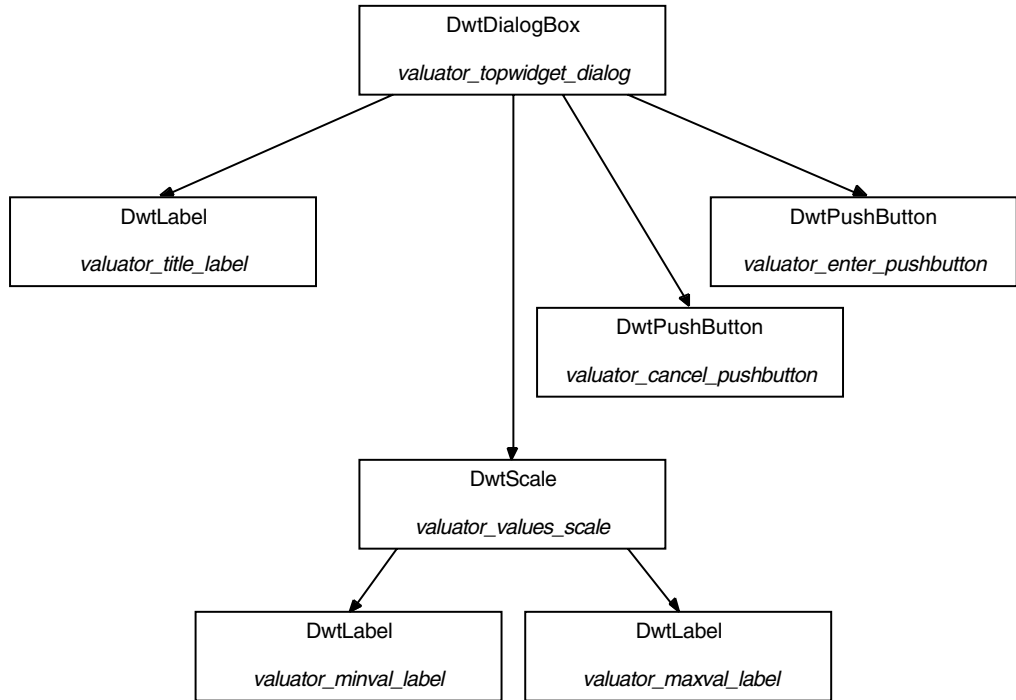 DwtDialogBox
valuator_topwidget_dialog
DwtLabel
valuator_title_label
DwtPushButton
valuator_enter_pushbutton
DwtPushButton
valuator_cancel_pushbutton
DwtScale
valuator_values_scale
DwtLabel
valuator_minval_label
DwtLabel
valuator_maxval_label